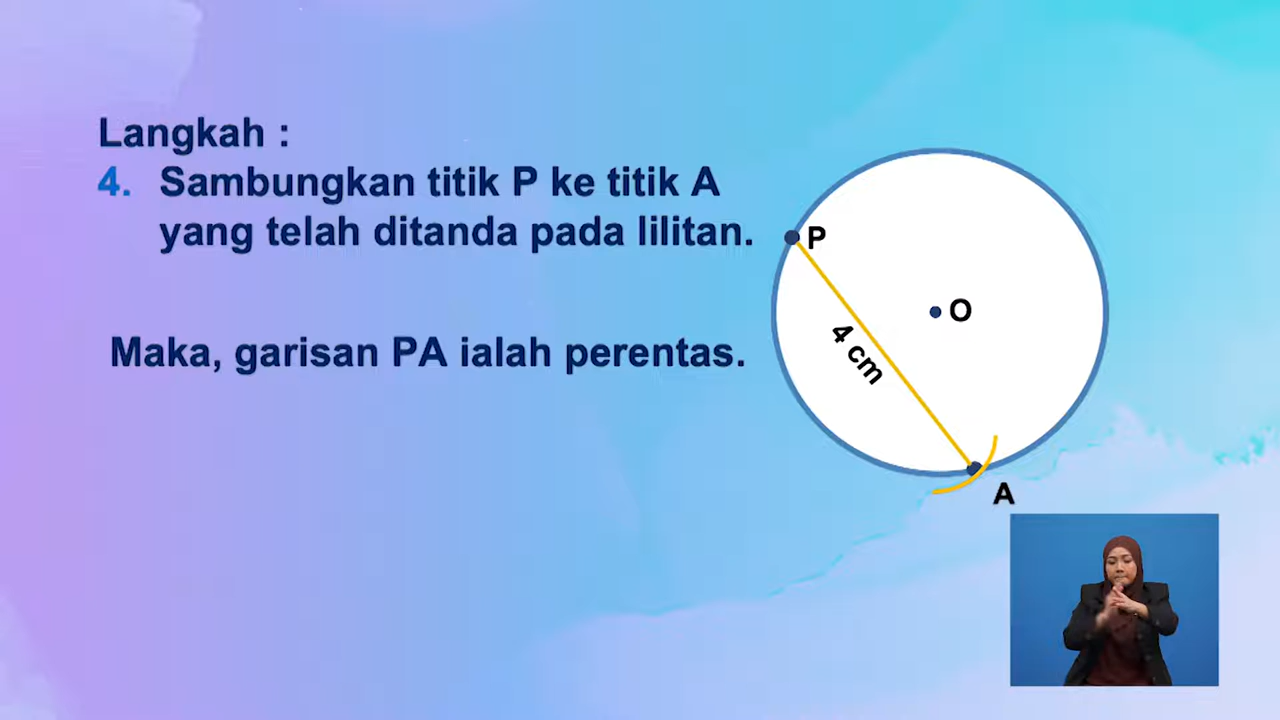 Langkah :
4. Sambungkan titik P ke titik A
yang telah ditanda pada lilitan.
Maka, garisan PA ialah perentas.
P
O
4 cm
A